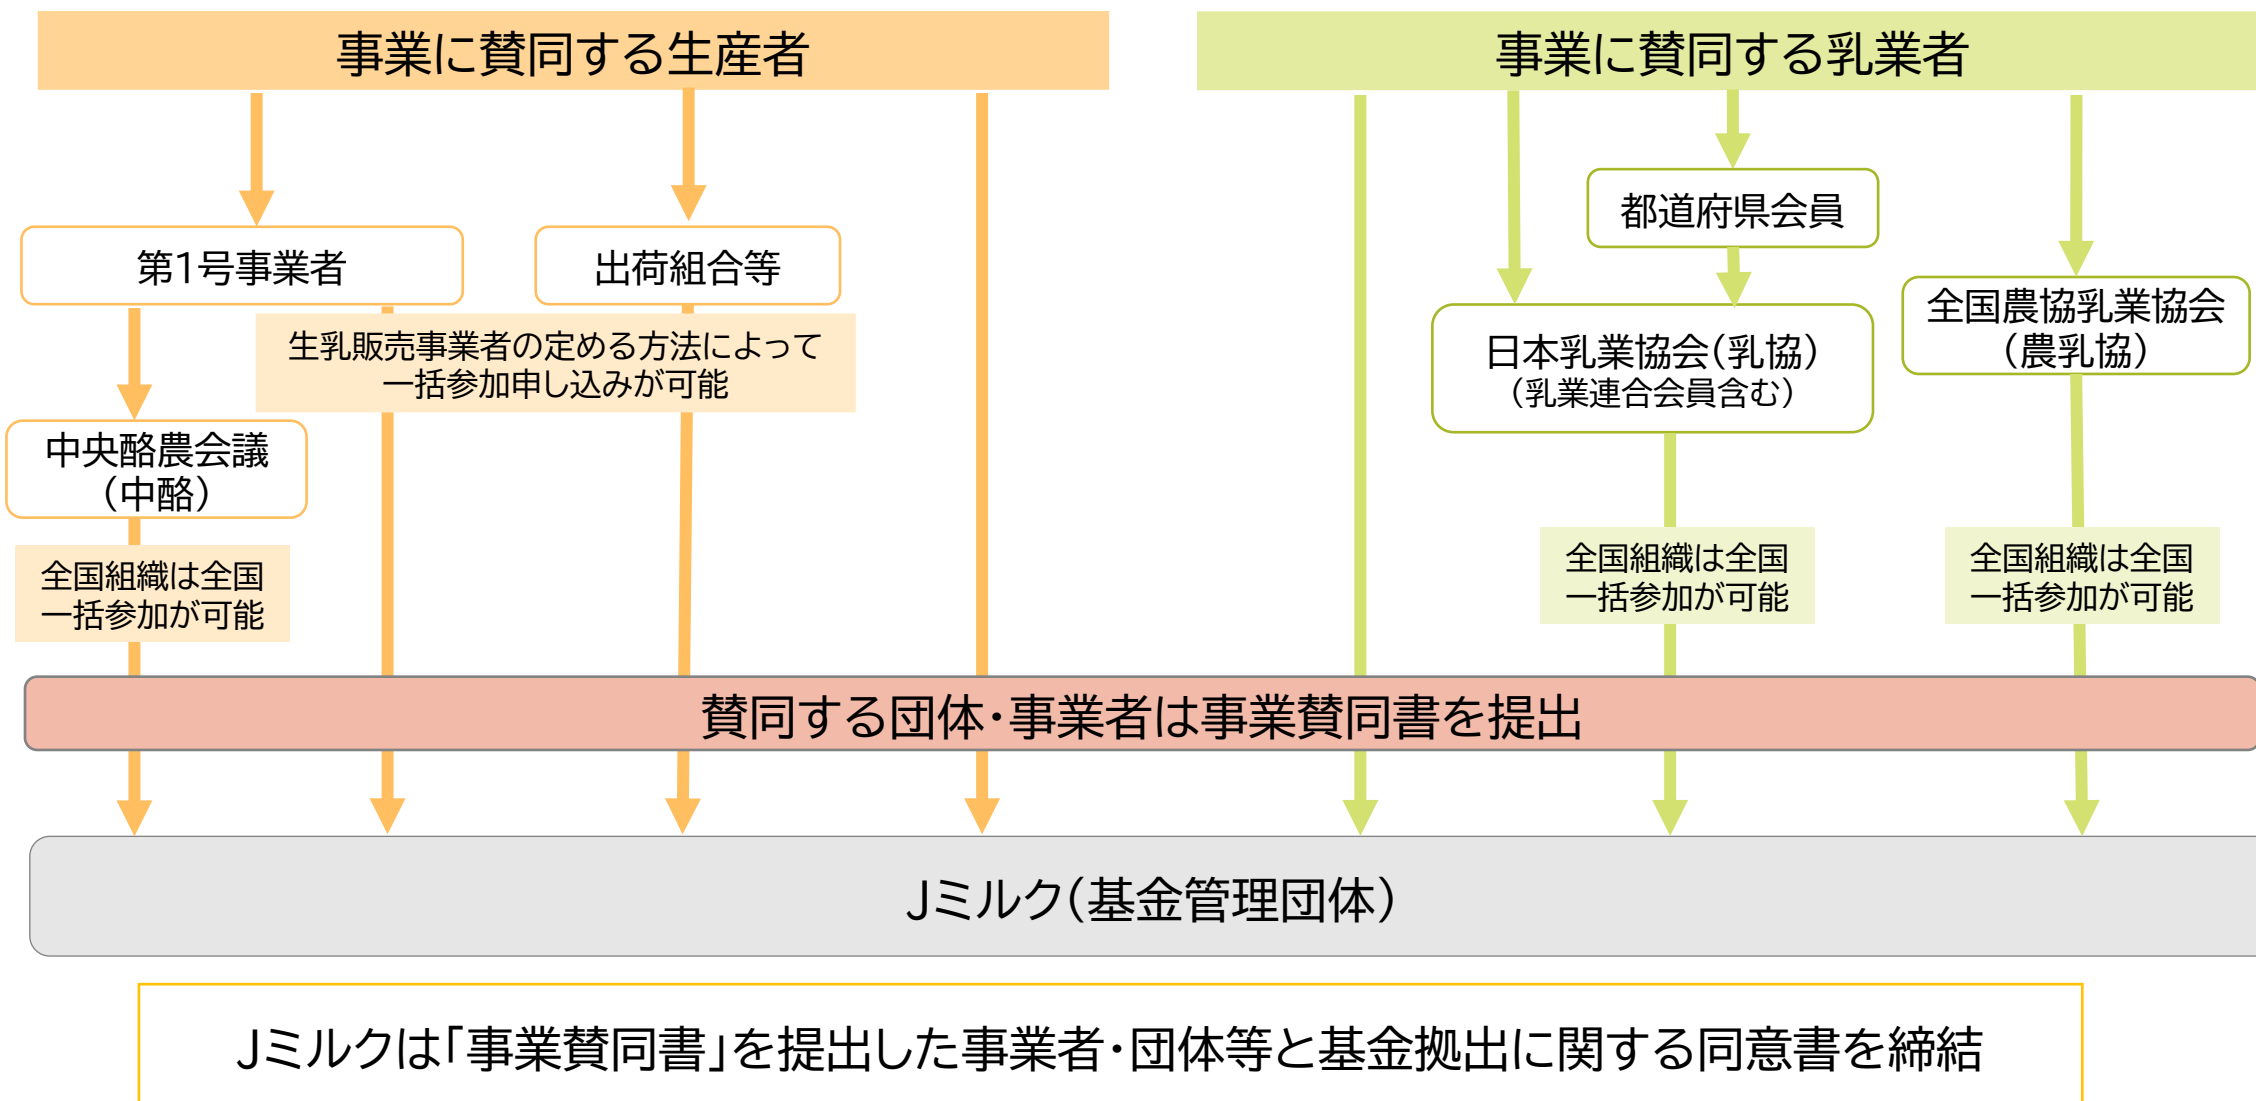 事業に賛同する生産者
事業に賛同する乳業者
都道府県会員
第1号事業者
出荷組合等
全国農協乳業協会
（農乳協）
生乳販売事業者の定める方法によって
一括参加申し込みが可能
日本乳業協会（乳協）
（乳業連合会員含む）
中央酪農会議
（中酪）
全国組織は全国
一括参加が可能
全国組織は全国
一括参加が可能
全国組織は全国
一括参加が可能
賛同する団体・事業者は事業賛同書を提出
Jミルク（基金管理団体）
Jミルクは「事業賛同書」を提出した事業者・団体等と基金拠出に関する同意書を締結